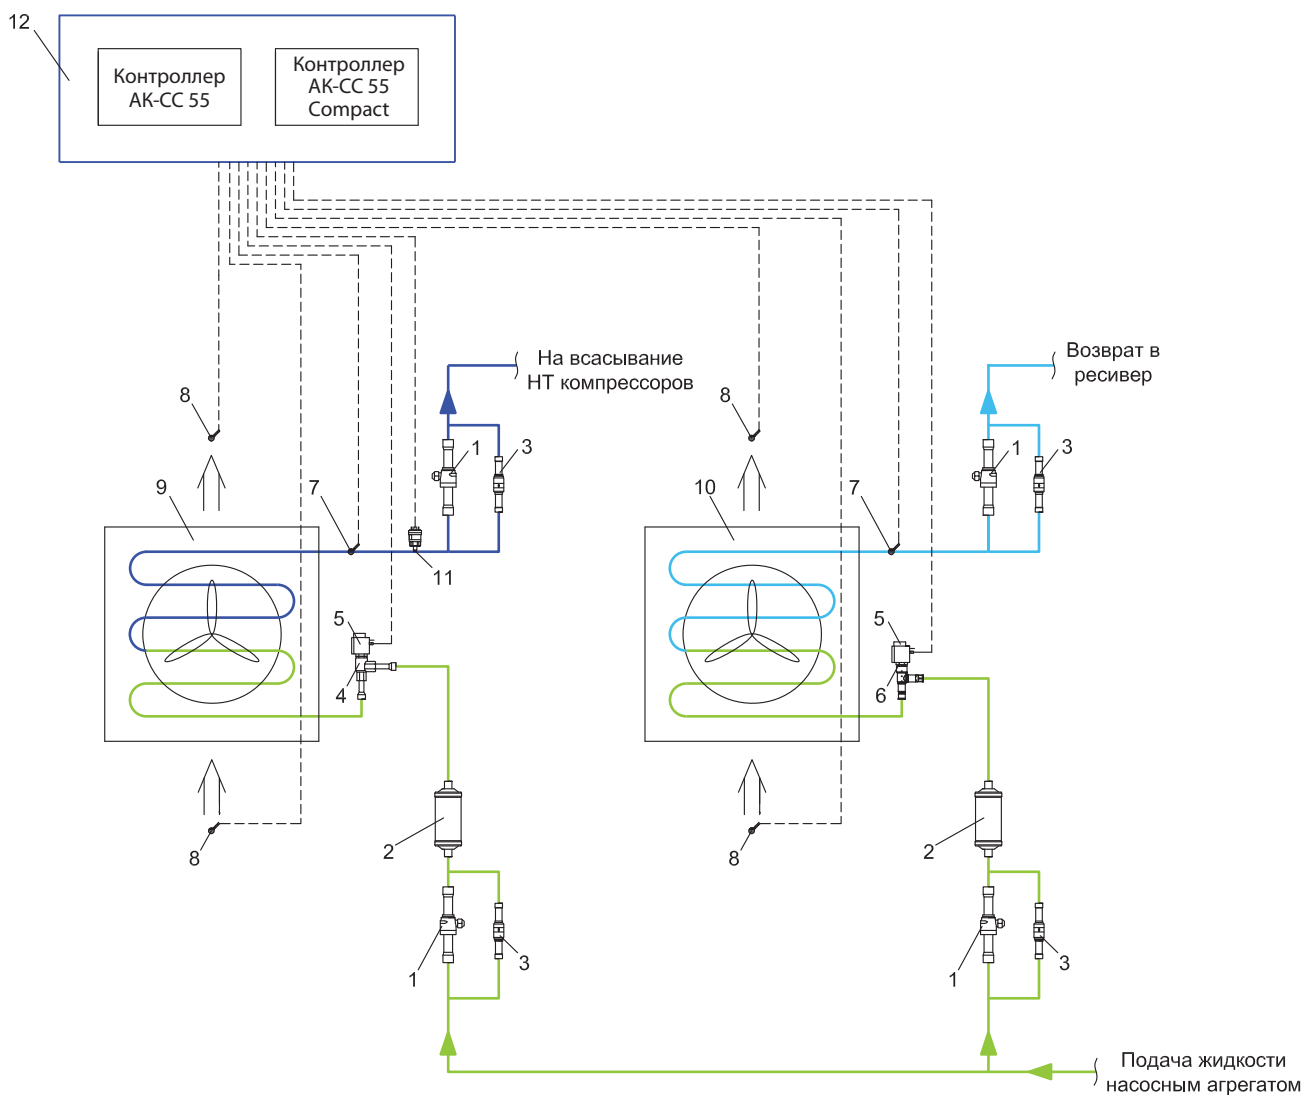 12
Контроллер
АК-СС 55
Контроллер
АК-СС 55
Compact
На всасывание
НТ компрессоров
Возврат в
ресивер
8
8
1
3
1
3
9
7
10
7
11
5
4
5
6
2
2
8
8
1
3
1
3
Подача жидкости
насосным агрегатом